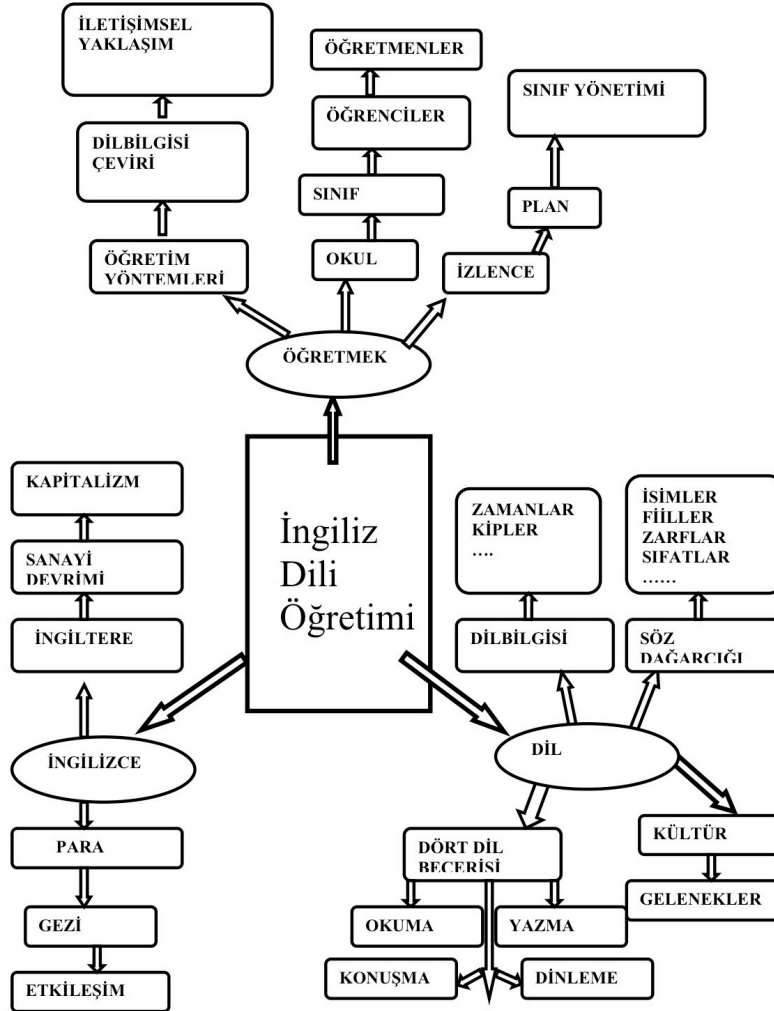 İLETİŞİMSEL
YAKLAŞIM
ÖĞRETMENLER
SINIF YÖNETİMİ
ÖĞRENCİLER
DİLBİLGİSİ
ÇEVİRİ
SINIF
PLAN
ÖĞRETİM
YÖNTEMLERİ
OKUL
İZLENCE
ÖĞRETMEK
İngiliz
Dili
Öğretimi
KAPİTALİZM
SANAYİ
DEVRİMİ
İNGİLTERE
İNGİLİZCE
PARA
GEZİ
ETKİLEŞİM
ZAMANLAR
KİPLER
....
İSİMLER
FİİLLER
ZARFLAR
SIFATLAR
......
DİLBİLGİSİ
SÖZ
DAĞARCIĞI
DİL
DÖRT DİL
BECERİSİ
KÜLTÜR
GELENEKLER
OKUMA
YAZMA
KONUŞMA
DİNLEME